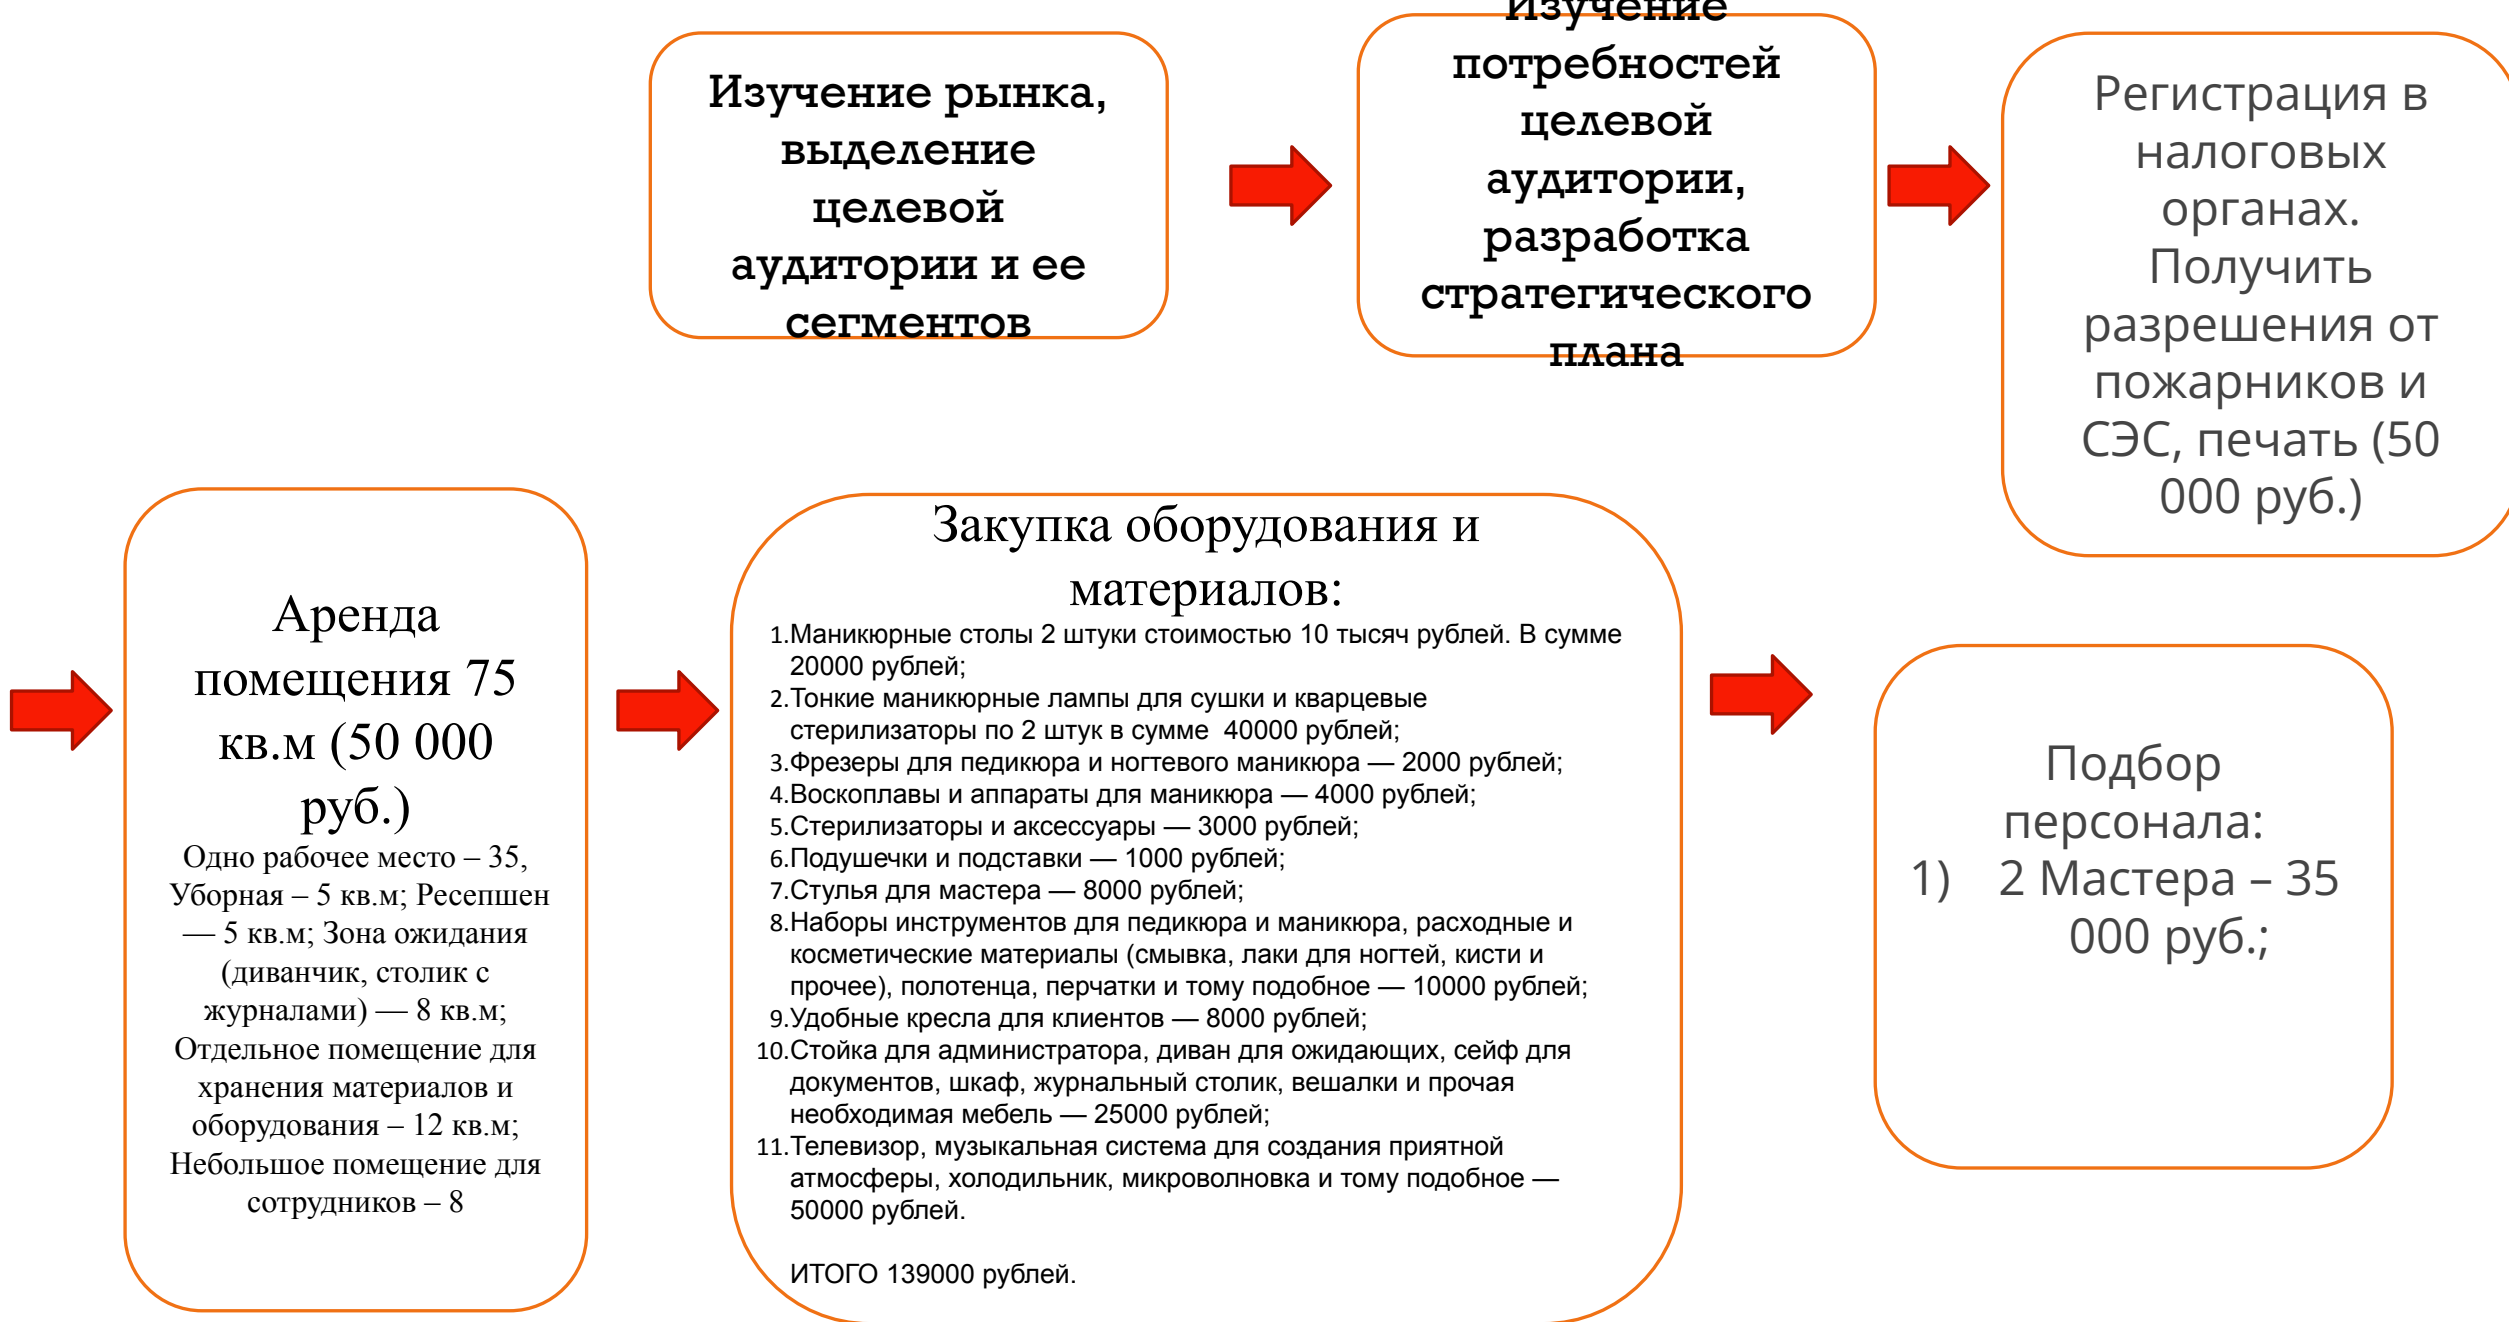 Изучение рынка,
выделение
целевой
аудитории и ее
сегментов
Изучение
потребностей
целевой
аудитории,
разработка
стратегического
плана
Регистрация в
налоговых
органах.
Получить
разрешения от
пожарников и
СЭС, печать (50
000 руб.)
Аренда
помещения 75
кв.м (50 000
руб.)
Одно рабочее место – 35,
Уборная – 5 кв.м; Ресепшен
— 5 кв.м; Зона ожидания
(диванчик, столик с
журналами) — 8 кв.м;
Отдельное помещение для
хранения материалов и
оборудования – 12 кв.м;
Небольшое помещение для
сотрудников – 8
Закупка оборудования и
материалов:
1.Маникюрные столы 2 штуки стоимостью 10 тысяч рублей. В сумме
20000 рублей;
2.Тонкие маникюрные лампы для сушки и кварцевые
стерилизаторы по 2 штук в сумме  40000 рублей;
3.Фрезеры для педикюра и ногтевого маникюра — 2000 рублей;
4.Воскоплавы и аппараты для маникюра — 4000 рублей;
5.Стерилизаторы и аксессуары — 3000 рублей;
6.Подушечки и подставки — 1000 рублей;
7.Стулья для мастера — 8000 рублей;
8.Наборы инструментов для педикюра и маникюра, расходные и
косметические материалы (смывка, лаки для ногтей, кисти и
прочее), полотенца, перчатки и тому подобное — 10000 рублей;
9.Удобные кресла для клиентов — 8000 рублей;
10.Стойка для администратора, диван для ожидающих, сейф для
документов, шкаф, журнальный столик, вешалки и прочая
необходимая мебель — 25000 рублей;
11.Телевизор, музыкальная система для создания приятной
атмосферы, холодильник, микроволновка и тому подобное —
50000 рублей.
ИТОГО 139000 рублей.
Подбор
персонала:
1) 2 Мастера – 35
000 руб.;